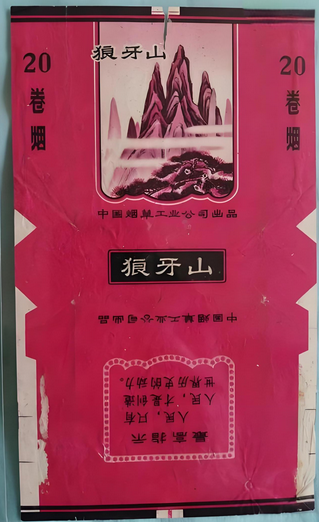 狼牙山
20
卷烟
20
卷烟
中国烟草工业公司出品
狼牙山
中国烟草工业公司出品
最高指示
人民，只有
人民，才是创造
世界历史的动力。